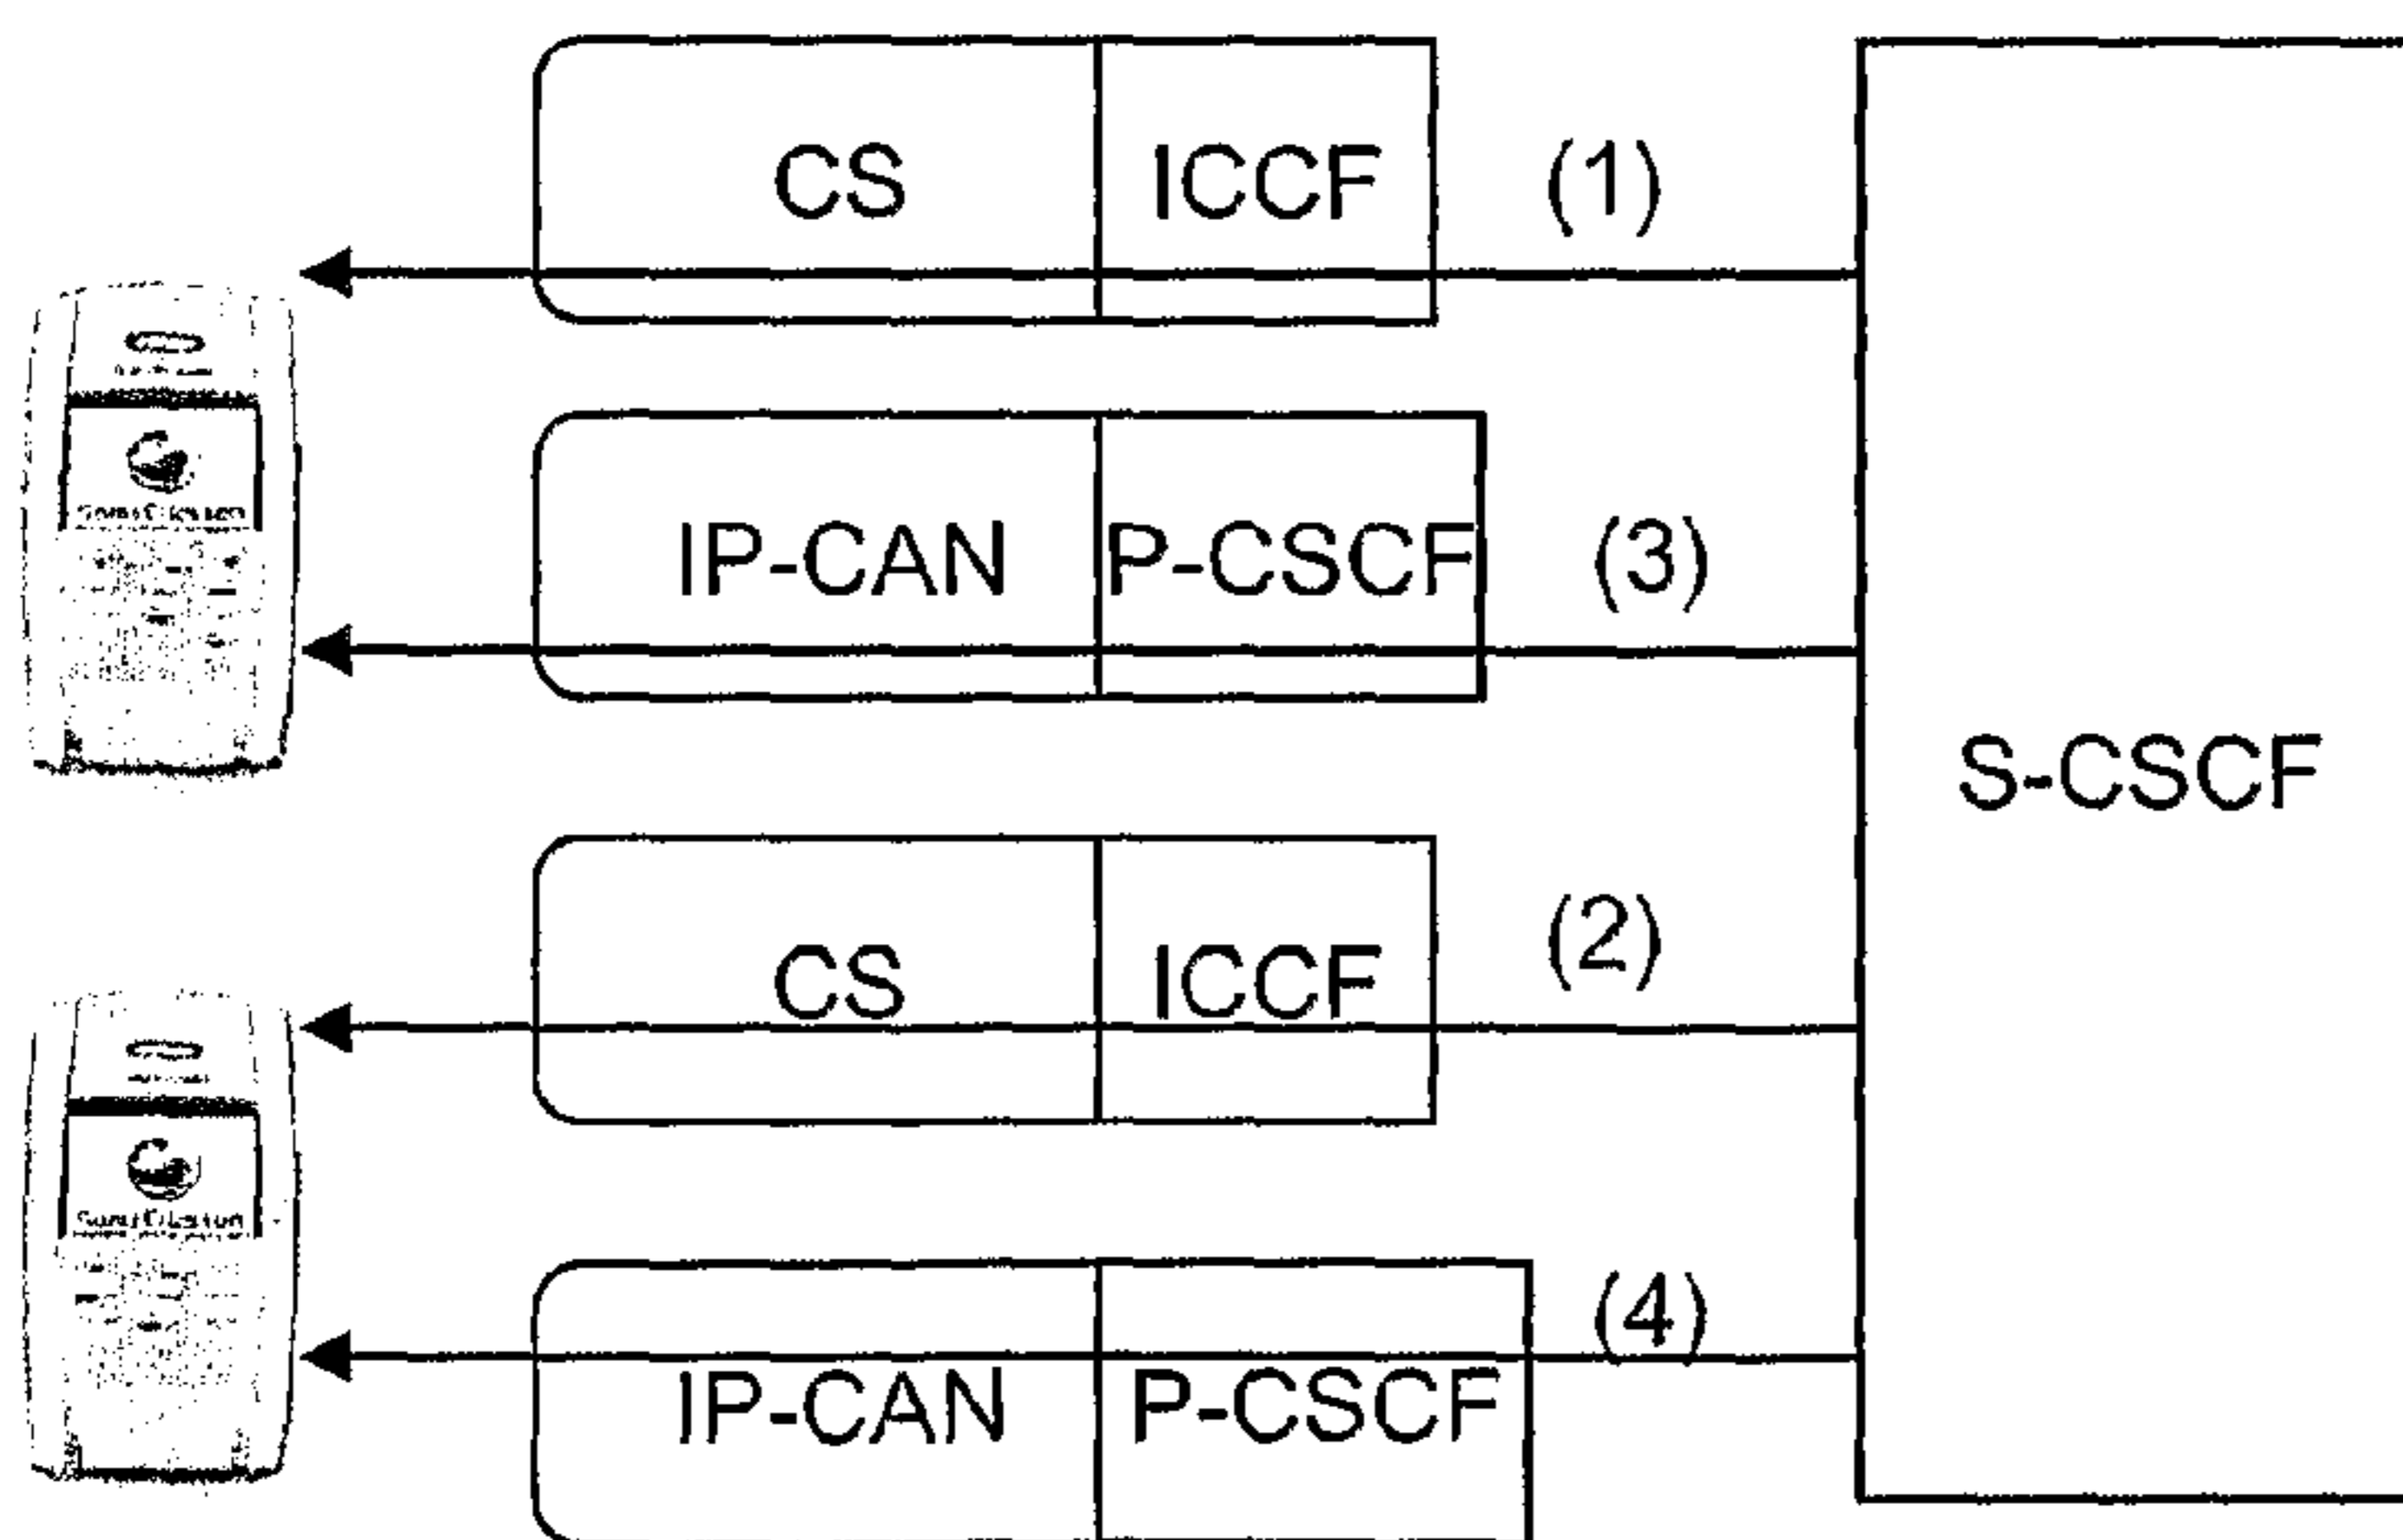 CS ICCF (1)
IP-CAN P-CSCF (3)
S-CSCF
CS ICCF (2)
IP-CAN P-CSCF (4)